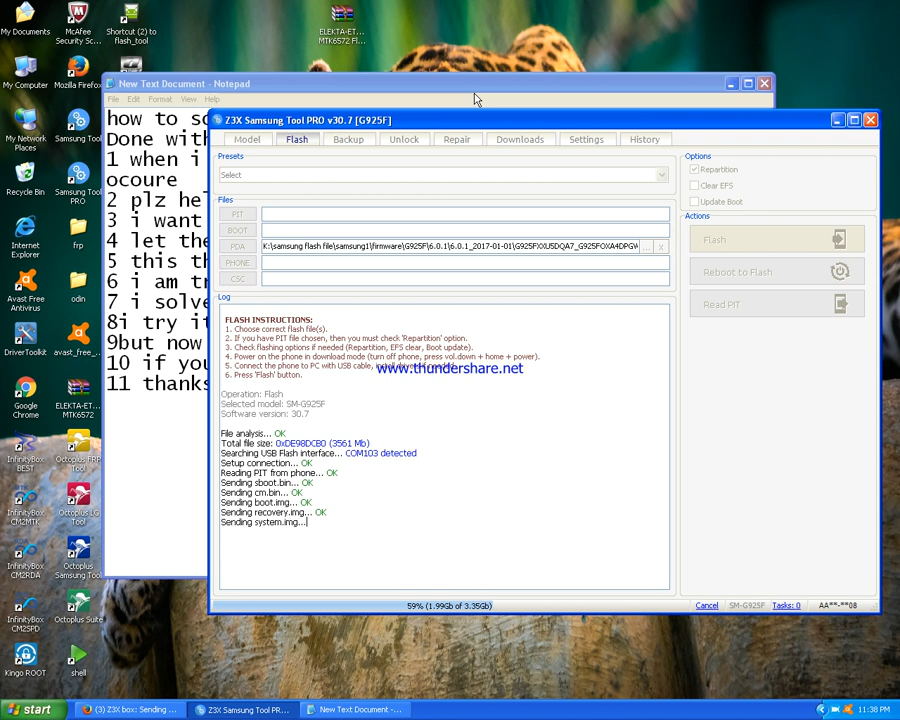 My Documents
McAfee Security Sc...
Shortcut (2) to flash_tool
ELEKTA-ET...
MTK6572 Fl...
My Computer
Mozilla Firefox
New Text Document - Notepad
File Edit Format View Help
how to so
Done with
1 when i
ocoure
2 plz hel
3 i want
4 let the
5 this th
6 i am tr
7 i solve
8i try it
9but now
10 if you
11 thanks
My Network Places
Samsung Tool
Recycle Bin
Samsung Tool PRO
Internet Explorer
frp
Avast Free Antivirus
odin
DriverToolkit
avast_free_...
Google Chrome
ELEKTA-ET...
MTK6572
InfinityBox BEST
Octoplus FRP Tool
InfinityBox CM2MTK
Octoplus LG Tool
InfinityBox CM2RDA
Octoplus Samsung Tool
InfinityBox CM2SPD
Octoplus Suite
Kingo ROOT
shell
Z3X Samsung Tool PRO v30.7 [G925F]
Model Flash Backup Unlock Repair Downloads Settings History
Presets
Select
Files
PIT
BOOT
PDA K:\samsung flash file\samsung1\firmware\G925F\6.0.1\6.0.1_2017-01-01\G925FXXU5DQA7_G925FOXA4DPGW ... x
PHONE
CSC
Options
Repartition
Clear EFS
Update Boot
Actions
Flash
Reboot to Flash
Read PIT
Log
FLASH INSTRUCTIONS:
1. Choose correct flash file(s).
2. If you have PIT file chosen, then you must check 'Repartition' option.
3. Check flashing options if needed (Repartition, EFS clear, Boot update).
4. Power on the phone in download mode (turn off phone, press vol.down + home + power).
5. Connect the phone to PC with USB cable,
6. Press 'Flash' button.
www.thundershare.net
Operation: Flash
Selected model: SM-G925F
Software version: 30.7
File analysis... OK
Total file size: 0xDE98DCB0 (3561 Mb)
Searching USB Flash interface... COM103 detected
Setup connection... OK
Reading PIT from phone... OK
Sending sboot.bin... OK
Sending cm.bin... OK
Sending boot.img... OK
Sending recovery.img... OK
Sending system.img...
59% (1.99Gb of 3.35Gb)
Cancel SM-G925F Tasks: 0 AA**-**08
start
(3) Z3X box: Sending ...
Z3X Samsung Tool PR...
New Text Document -...
11:38 PM